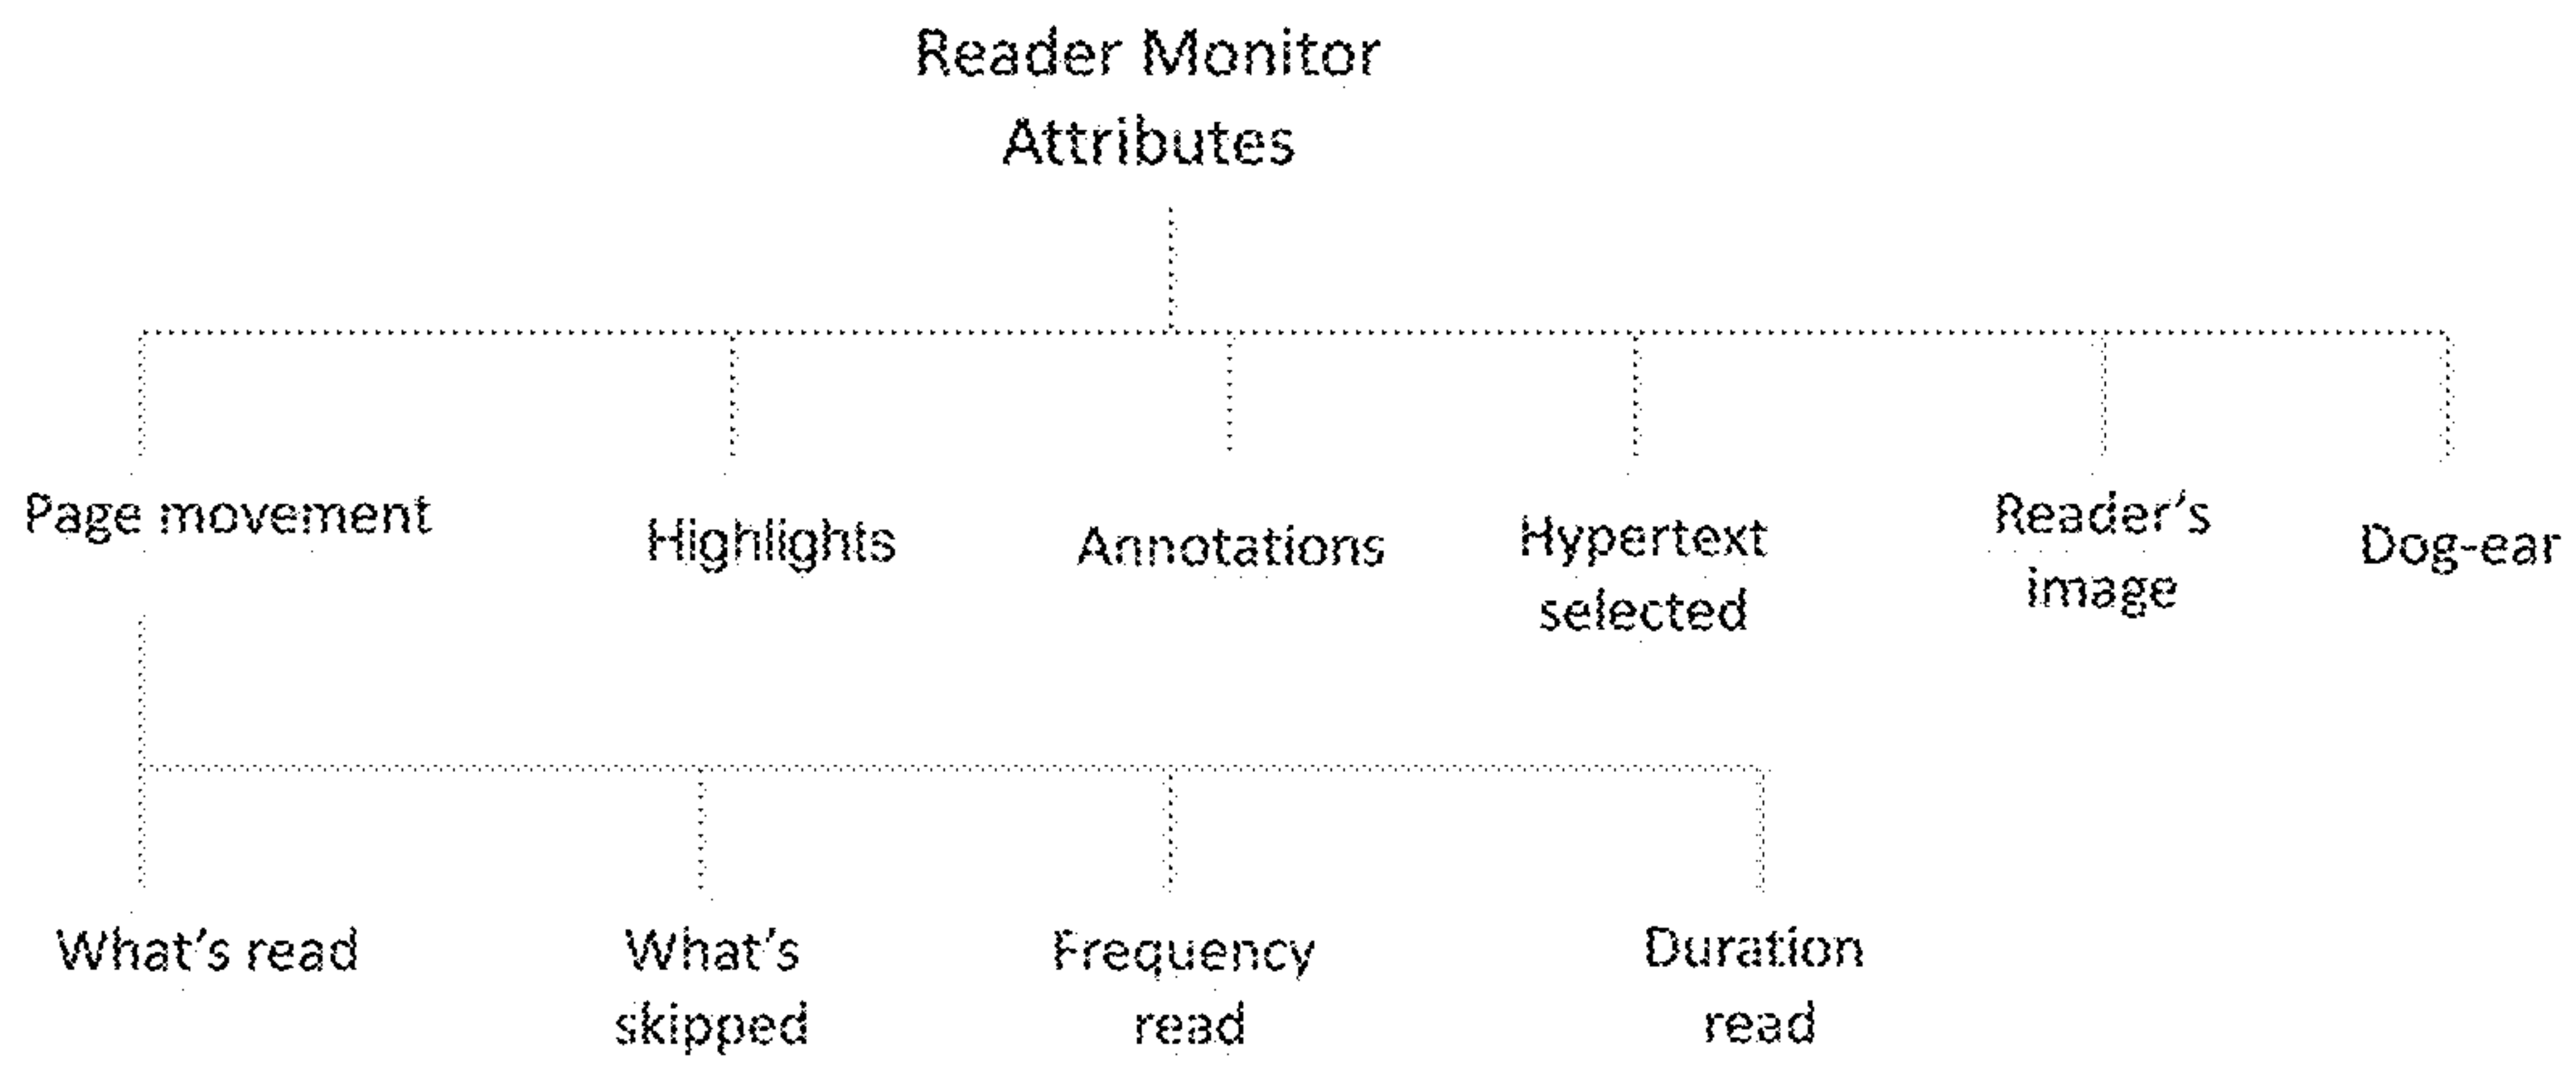 Reader Monitor
Attributes
Page movement
Highlights
Annotations
Hypertext
selected
Reader's
image
Dog-ear
What's read
What's
skipped
Frequency
read
Duration
read